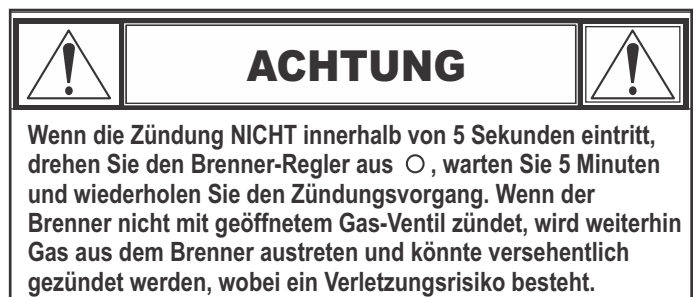 ACHTUNG
Wenn die Zündung NICHT innerhalb von 5 Sekunden eintritt,
drehen Sie den Brenner-Regler aus ○ , warten Sie 5 Minuten
und wiederholen Sie den Zündungsvorgang. Wenn der
Brenner nicht mit geöffnetem Gas-Ventil zündet, wird weiterhin
Gas aus dem Brenner austreten und könnte versehentlich
gezündet werden, wobei ein Verletzungsrisiko besteht.